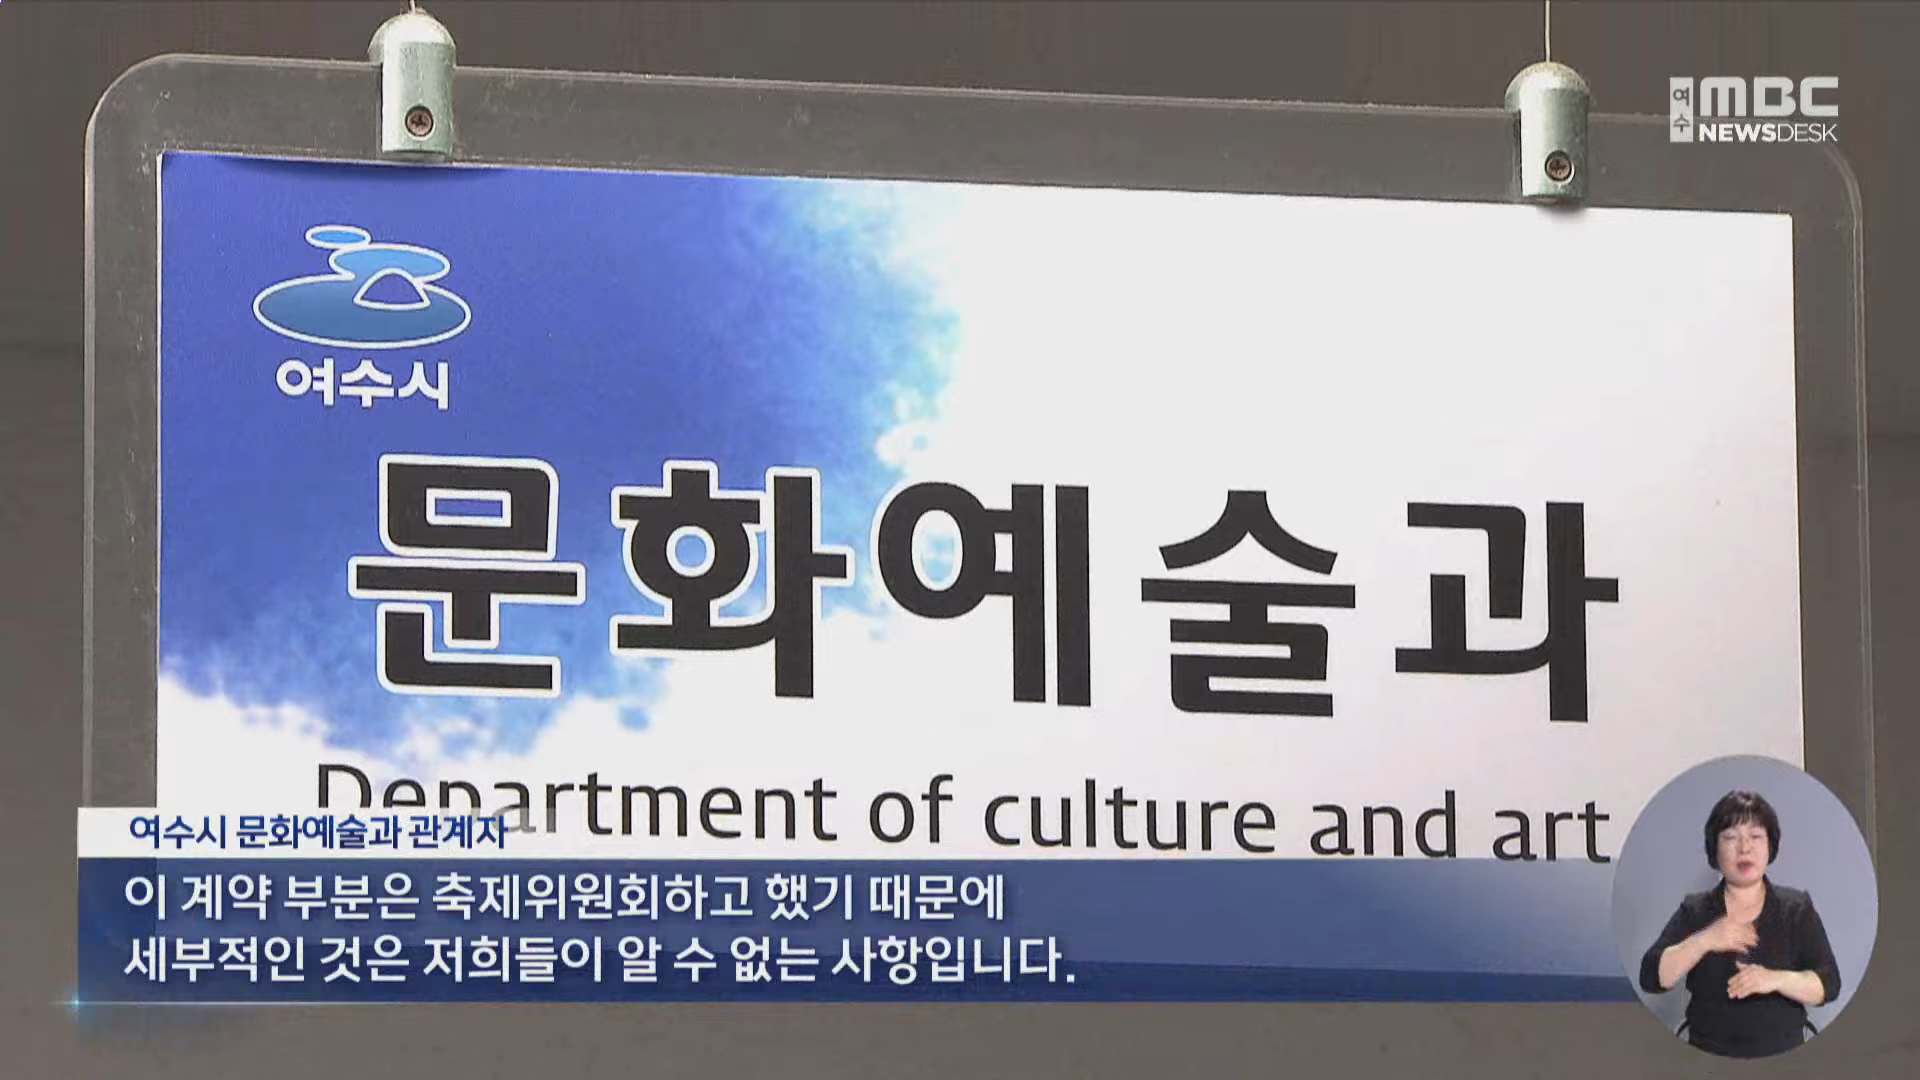 여수 MBC
NEWSDESK
여수시
문화예술과
Department of culture and art
여수시 문화예술과 관계자
이 계약 부분은 축제위원회하고 했기 때문에
세부적인 것은 저희들이 알 수 없는 사항입니다.